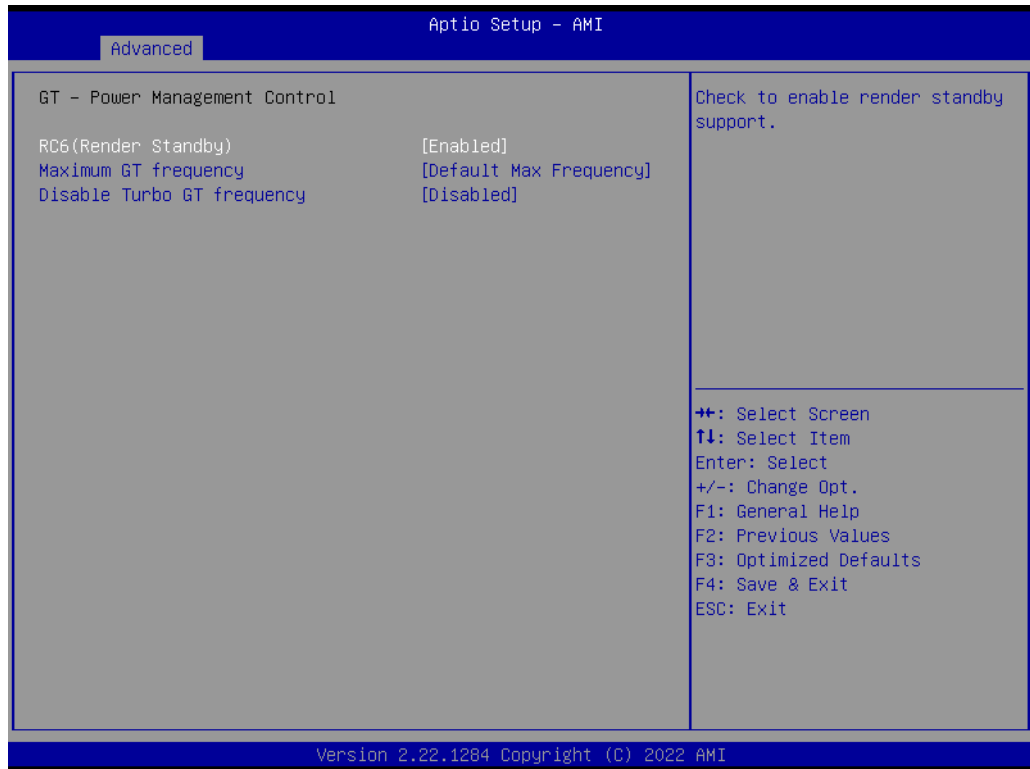 Aptio Setup – AMI
Advanced
GT – Power Management Control
RC6(Render Standby) [Enabled]
Maximum GT frequency [Default Max Frequency]
Disable Turbo GT frequency [Disabled]
Check to enable render standby
support.
→←: Select Screen
↑↓: Select Item
Enter: Select
+/-: Change Opt.
F1: General Help
F2: Previous Values
F3: Optimized Defaults
F4: Save & Exit
ESC: Exit
Version 2.22.1284 Copyright (C) 2022 AMI